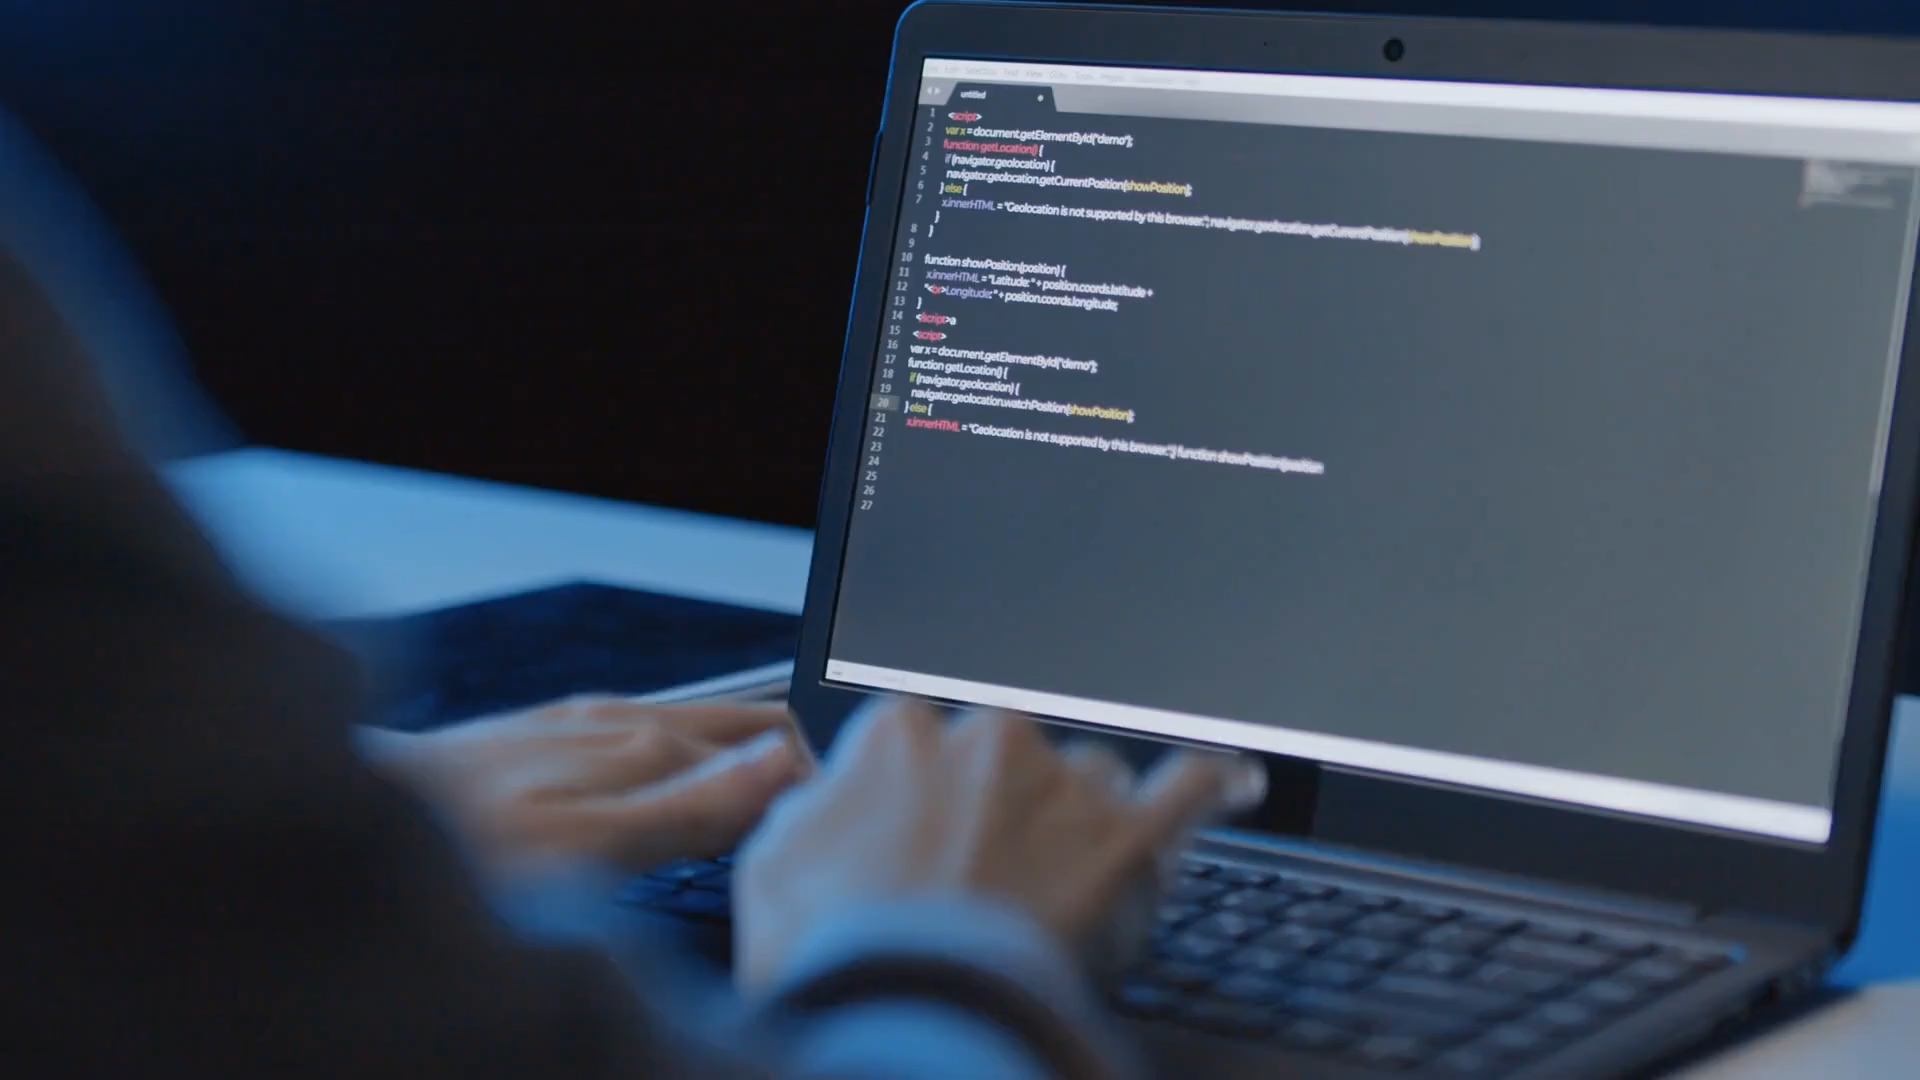 untitled
1 <script>
2 var x = document.getElementById("demo");
3 function getLocation() {
4 if (navigator.geolocation) {
5 navigator.geolocation.getCurrentPosition(showPosition);
6 } else {
7 x.innerHTML = "Geolocation is not supported by this browser."; navigator.geolocation.getCurrentPosition(showPosition);
}
8 }
9
10 function showPosition(position) {
11 x.innerHTML = "Latitude: " + position.coords.latitude +
12 "<br>Longitude: " + position.coords.longitude;
13 }
14 </script>a
15 <script>
16 var x = document.getElementById("demo");
17 function getLocation() {
18 if (navigator.geolocation) {
19 navigator.geolocation.watchPosition(showPosition);
20 } else {
21 x.innerHTML = "Geolocation is not supported by this browser.";} function showPosition(position
22
23
24
25
26
27